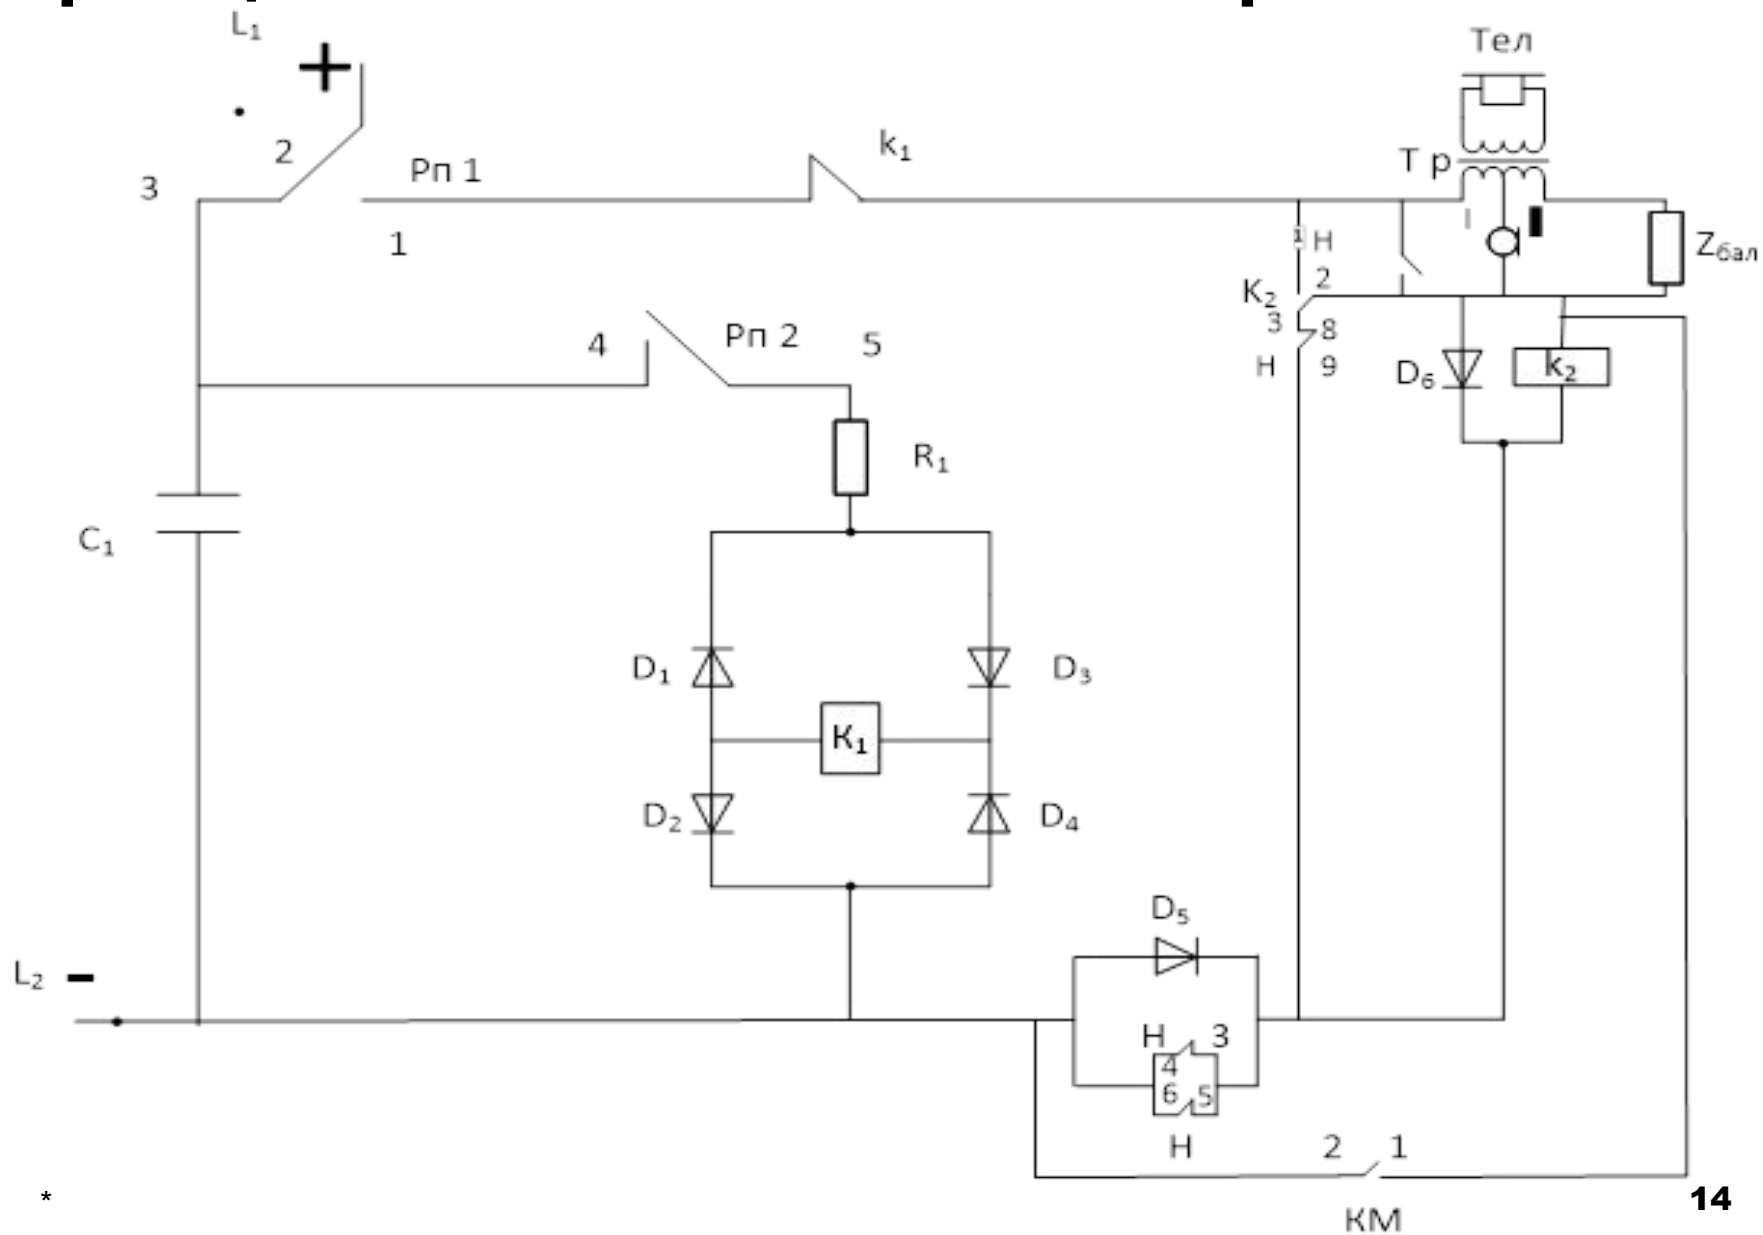 L₁
+
Тел
2
Рп 1
k₁
Т р
3
1
1 Н
Zбал
2
K₂
3 8
4
Рп 2
5
Н 9
D₆
k₂
R₁
C₁
D₁
D₃
K₁
D₂
D₄
D₅
L₂ -
Н 3
4
6 5
Н
2 1
КМ
*
14